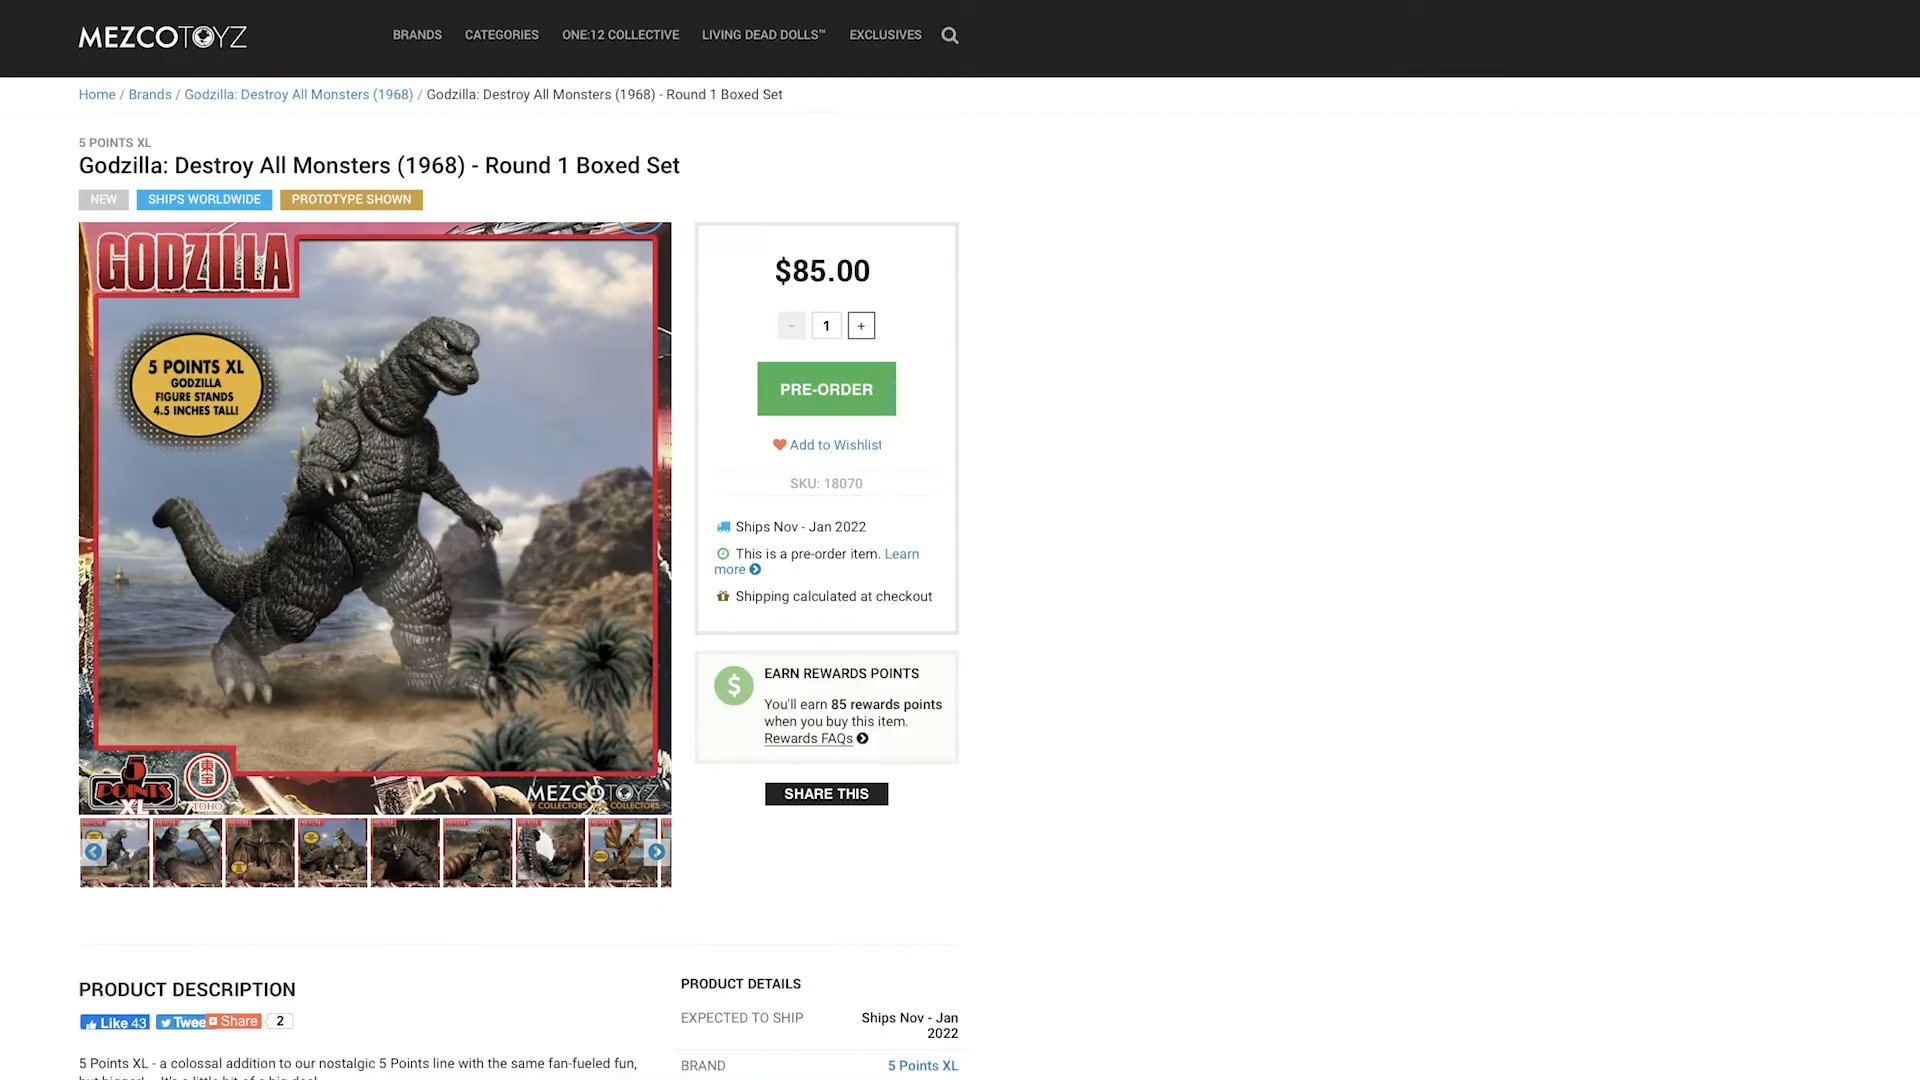 MEZCOTOYZ
BRANDS CATEGORIES ONE:12 COLLECTIVE LIVING DEAD DOLLS™ EXCLUSIVES
Home / Brands / Godzilla: Destroy All Monsters (1968) / Godzilla: Destroy All Monsters (1968) - Round 1 Boxed Set
5 POINTS XL
Godzilla: Destroy All Monsters (1968) - Round 1 Boxed Set
NEW SHIPS WORLDWIDE PROTOTYPE SHOWN
GODZILLA
5 POINTS XL
GODZILLA
FIGURE STANDS
4.5 INCHES TALL!
5
POINTS
XL
東宝
TOHO
MEZCOTOYZ
$85.00
- 1 +
PRE-ORDER
Add to Wishlist
SKU: 18070
Ships Nov - Jan 2022
This is a pre-order item. Learn
more
Shipping calculated at checkout
EARN REWARDS POINTS
You'll earn 85 rewards points
when you buy this item.
Rewards FAQs
SHARE THIS
PRODUCT DESCRIPTION
Like 43 Twee Share 2
5 Points XL - a colossal addition to our nostalgic 5 Points line with the same fan-fueled fun,
PRODUCT DETAILS
EXPECTED TO SHIP Ships Nov - Jan
2022
BRAND 5 Points XL